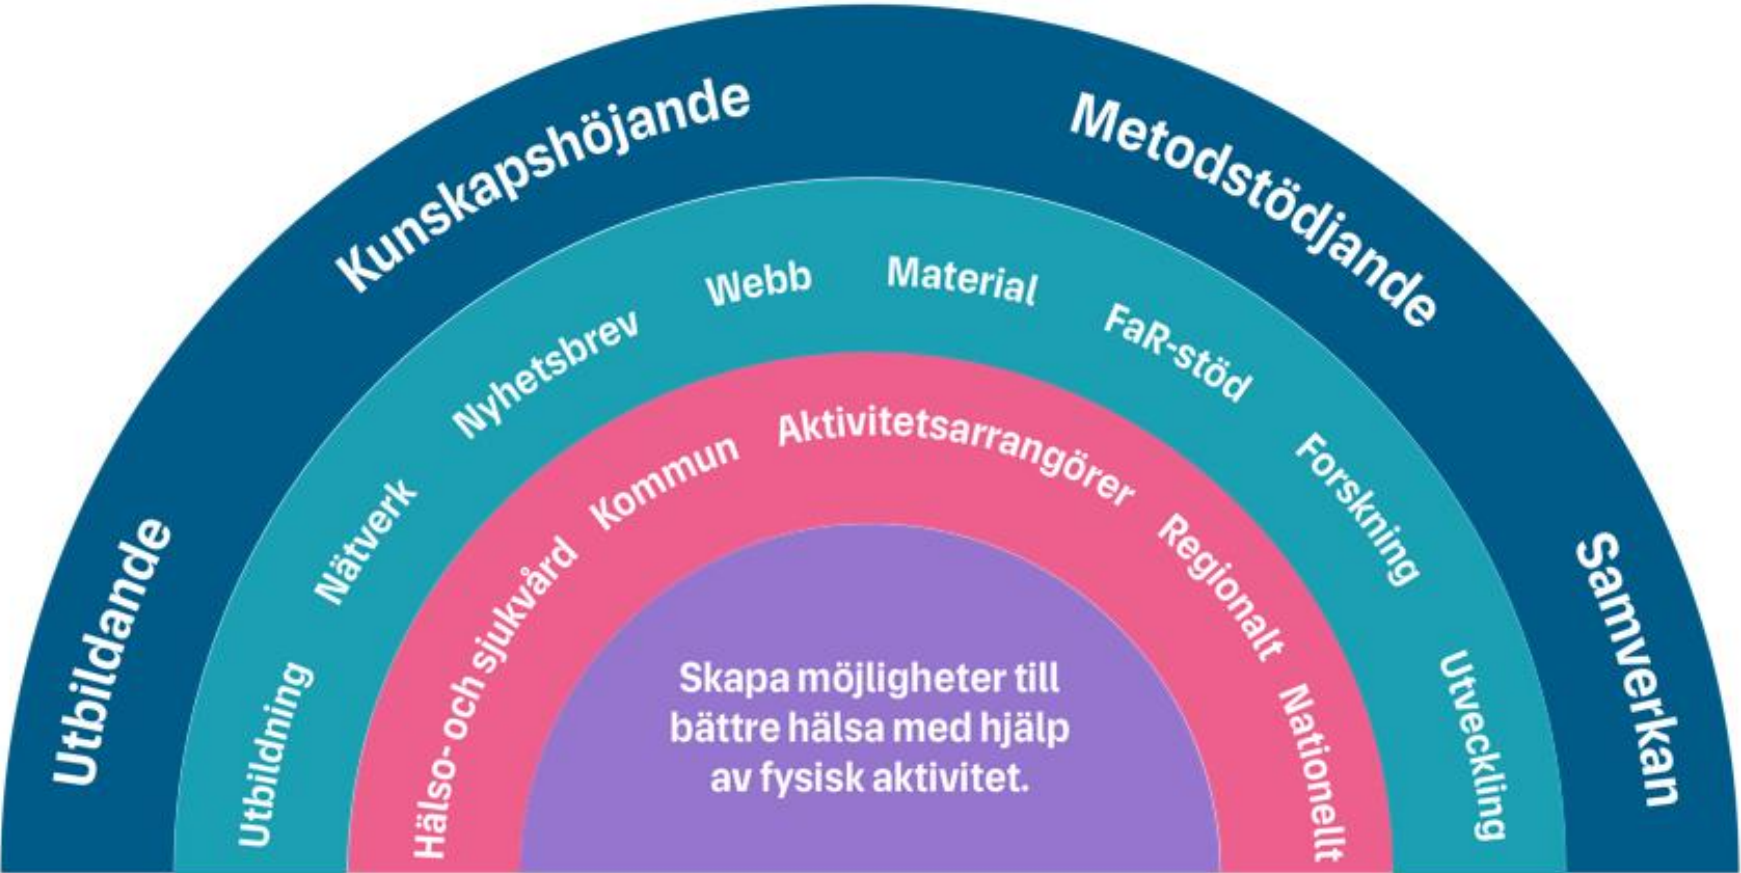 Utbildande
Kunskapshöjande
Metodstödjande
Samverkan
Utbildning
Nätverk
Nyhetsbrev
Webb
Material
FaR-stöd
Forskning
Utveckling
Hälso- och sjukvård
Kommun
Aktivitetsarrangörer
Regionalt
Nationellt
Skapa möjligheter till
bättre hälsa med hjälp
av fysisk aktivitet.